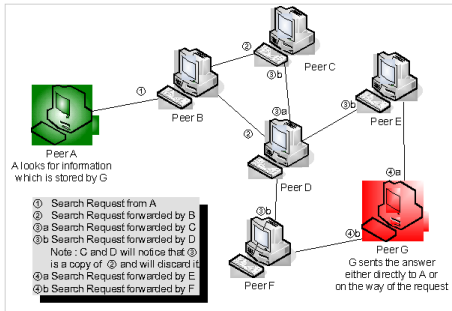 ②
Peer C
③b
①
Peer B
③a
③b
Peer E
②
Peer A
A looks for information
which is stored by G
Peer D
④a
③b
④b
Peer F
Peer G
G sents the answer
either directly to A or
on the way of the request
① Search Request from A
② Search Request forwarded by B
③a Search Request forwarded by C
③b Search Request forwarded by D
Note : C and D will notice that ③
is a copy of ② and will discard it.
④a Search Request forwarded by E
④b Search Request forwarded by F